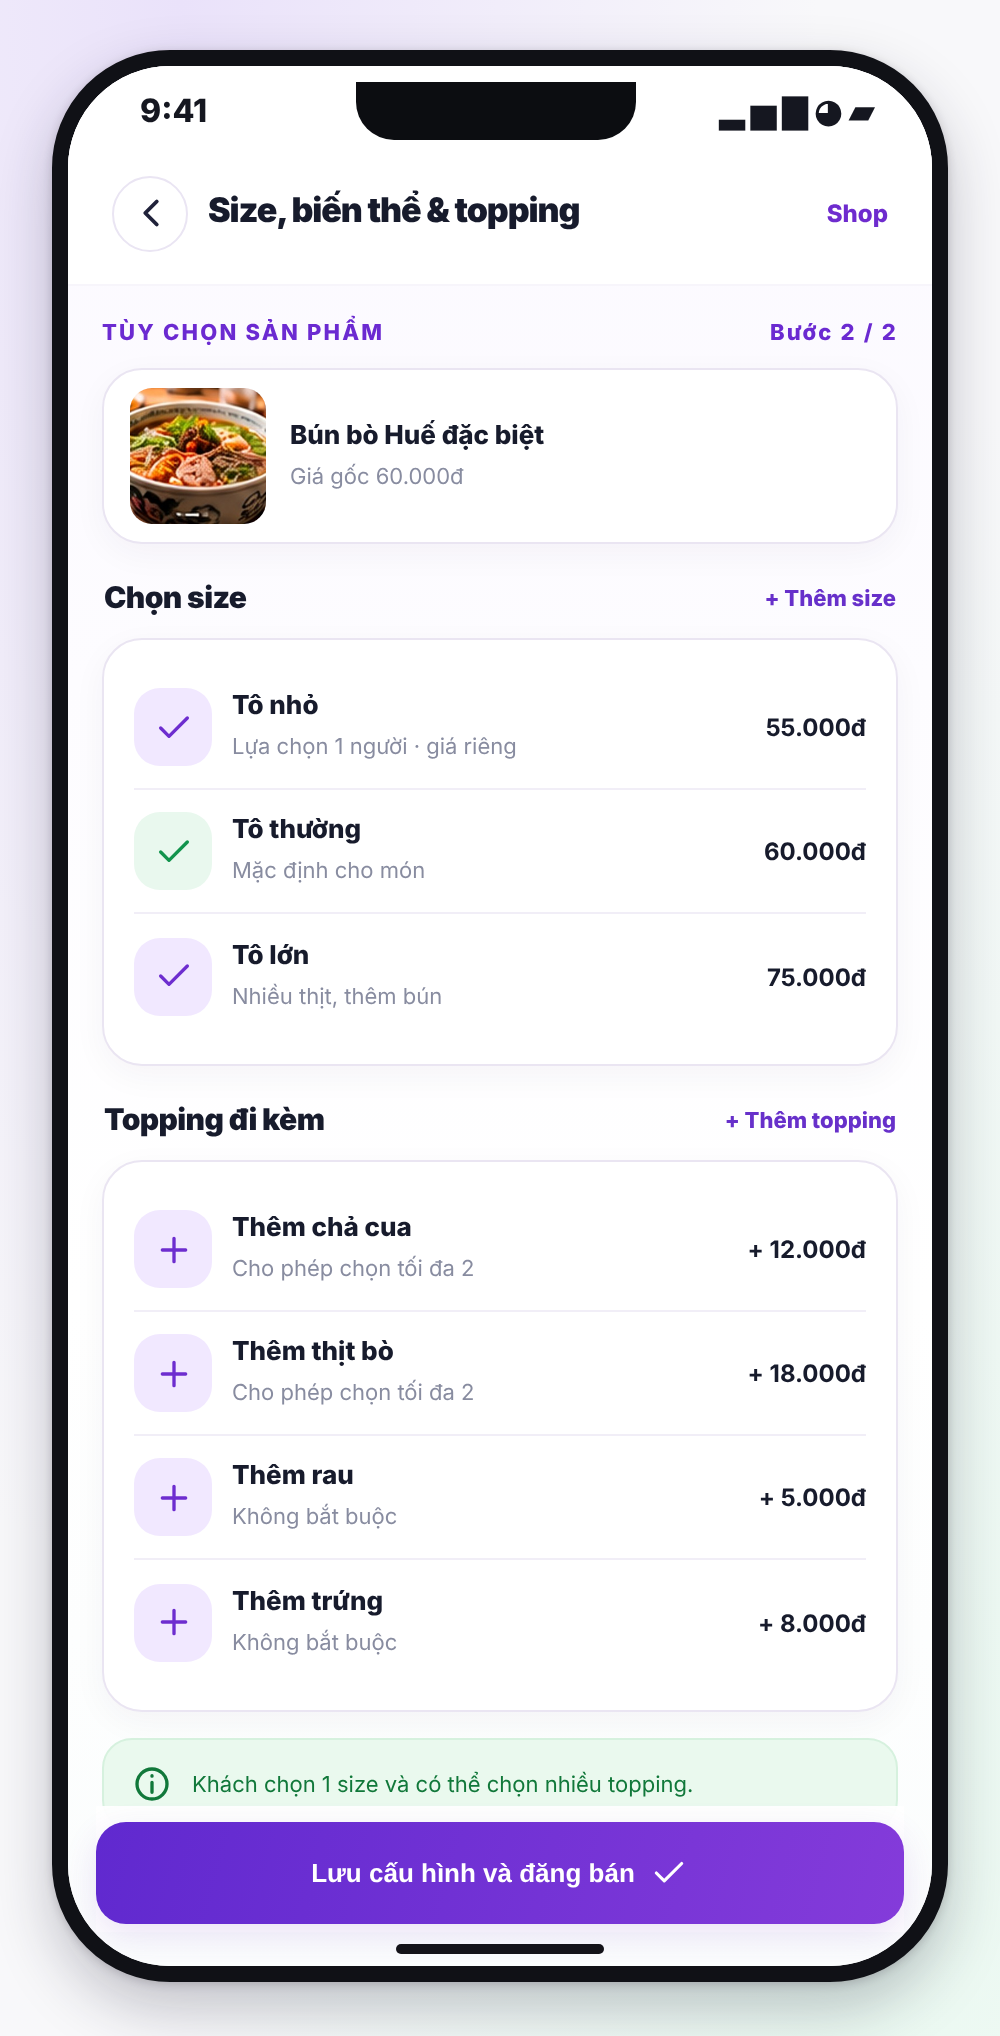 9:41
Size, biến thể & topping
Shop
TÙY CHỌN SẢN PHẨM
Bước 2 / 2
Bún bò Huế đặc biệt
Giá gốc 60.000đ
Chọn size
+ Thêm size
Tô nhỏ
Lựa chọn 1 người · giá riêng
55.000đ
Tô thường
Mặc định cho món
60.000đ
Tô lớn
Nhiều thịt, thêm bún
75.000đ
Topping đi kèm
+ Thêm topping
Thêm chả cua
Cho phép chọn tối đa 2
+ 12.000đ
Thêm thịt bò
Cho phép chọn tối đa 2
+ 18.000đ
Thêm rau
Không bắt buộc
+ 5.000đ
Thêm trứng
Không bắt buộc
+ 8.000đ
Khách chọn 1 size và có thể chọn nhiều topping.
Lưu cấu hình và đăng bán